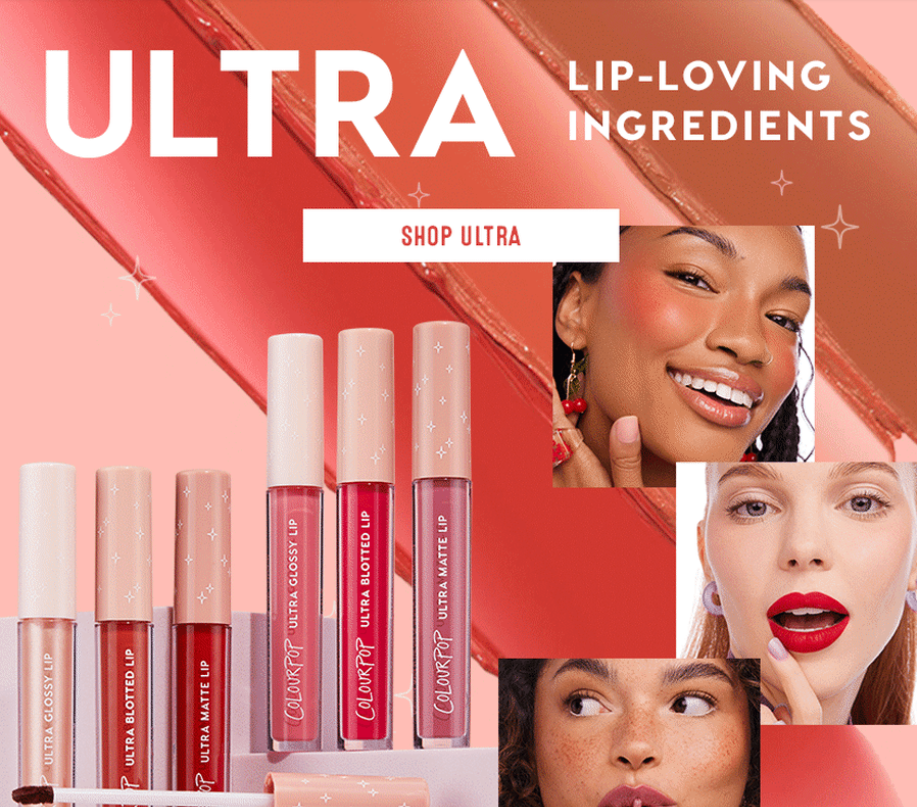 ULTRA
LIP-LOVING
INGREDIENTS
SHOP ULTRA
COLOURPOP ULTRA GLOSSY LIP
COLOURPOP ULTRA BLOTTED LIP
COLOURPOP ULTRA MATTE LIP
ULTRA GLOSSY LIP
ULTRA BLOTTED LIP
ULTRA MATTE LIP